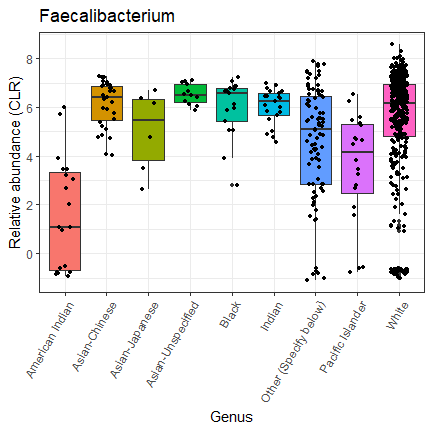 Faecalibacterium
Relative abundance (CLR)
8
6
4
2
0
American Indian
Asian-Chinese
Asian-Japanese
Asian-Unspecified
Black
Indian
Other (Specify below)
Pacific Islander
White
Genus